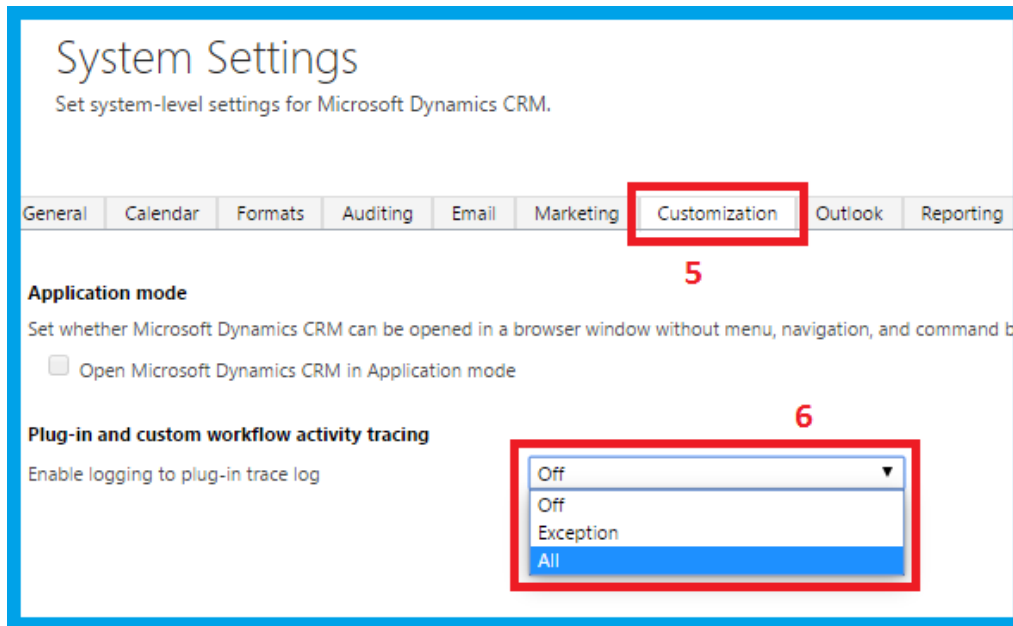 System Settings
Set system-level settings for Microsoft Dynamics CRM.
General Calendar Formats Auditing Email Marketing Customization Outlook Reporting
5
Application mode
Set whether Microsoft Dynamics CRM can be opened in a browser window without menu, navigation, and command
Open Microsoft Dynamics CRM in Application mode
6
Plug-in and custom workflow activity tracing
Enable logging to plug-in trace log
Off
Off
Exception
All